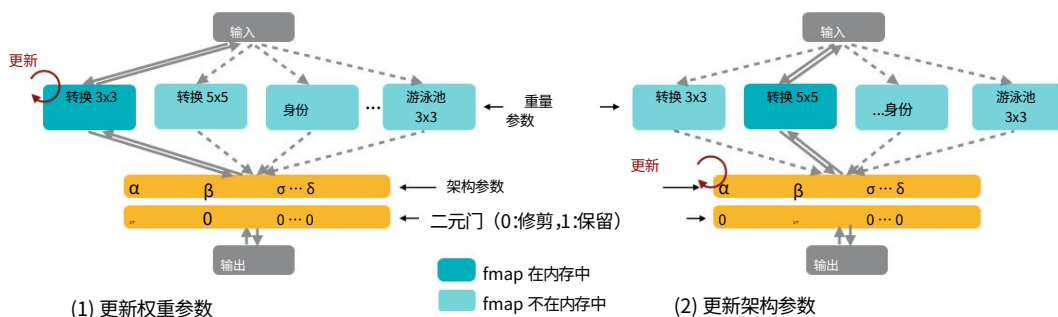 输入
更新
转换 3x3
转换 5x5
身份
...
游泳池
3x3
重量
参数
α β σ … δ
架构参数
0 0 … 0
二元门（0:修剪,1:保留）
输出
fmap 在内存中
fmap 不在内存中
(1) 更新权重参数
输入
转换 3x3
转换 5x5
...身份
游泳池
3x3
更新
α β σ … δ
0 0 … 0
输出
(2) 更新架构参数